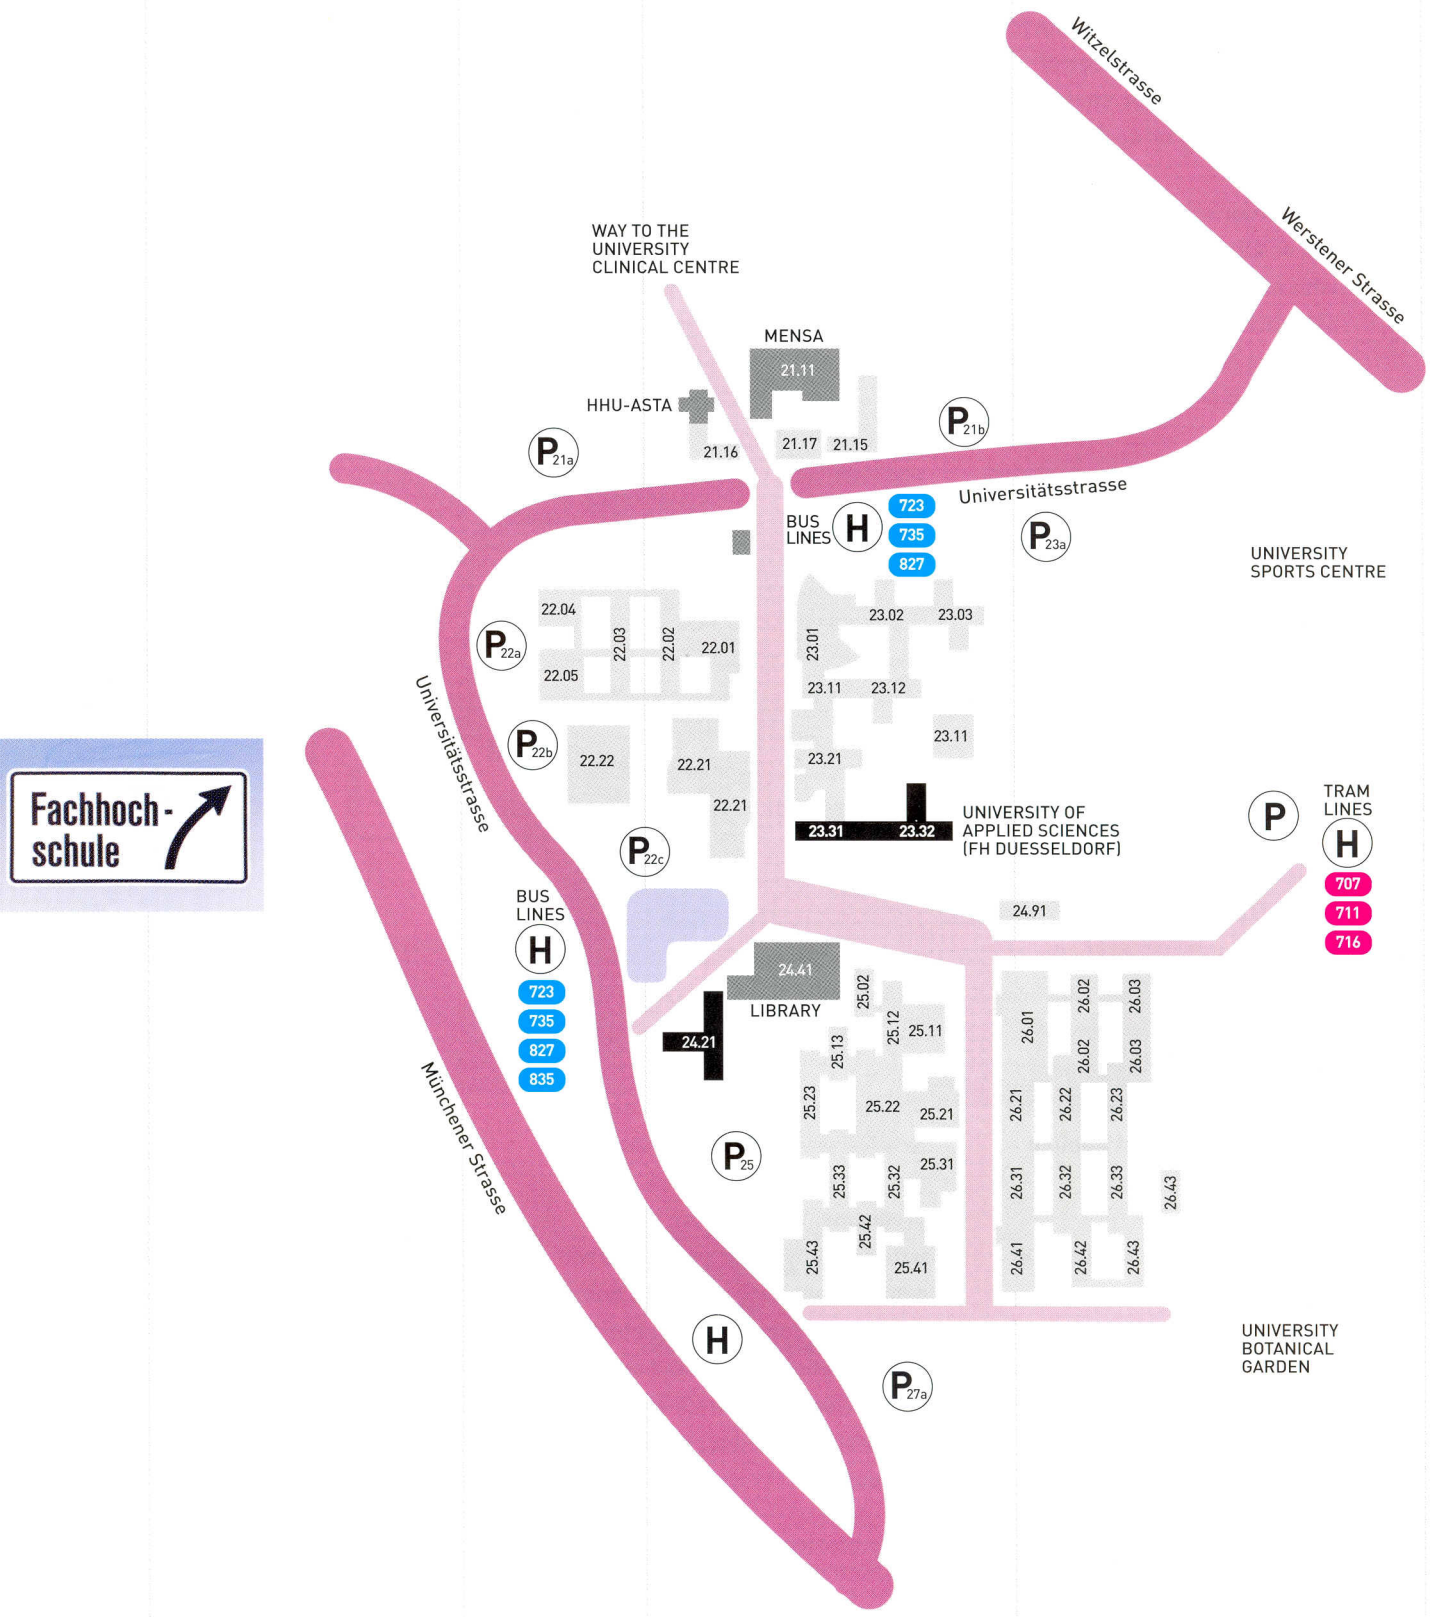 Witzelstrasse
Werstener Strasse
WAY TO THE
UNIVERSITY
CLINICAL CENTRE
MENSA
21.11
HHU-ASTA
21.16
21.17
21.15
P21a
P21b
Universitätsstrasse
BUS
LINES
H
723
735
827
P23a
UNIVERSITY
SPORTS CENTRE
22.04
22.03
22.02
22.01
22.05
23.01
23.02
23.03
P22a
23.11
23.12
Universitätsstrasse
P22b
22.22
22.21
22.21
23.11
23.21
Fachhoch-
schule
23.31
23.32
UNIVERSITY OF
APPLIED SCIENCES
(FH DUESSELDORF)
P
TRAM
LINES
H
707
711
716
P22c
BUS
LINES
H
723
735
827
835
24.91
24.41
LIBRARY
24.21
25.02
25.12
25.11
25.13
25.23
25.22
25.21
25.33
25.32
25.31
25.42
25.43
25.41
26.01
26.02
26.03
26.02
26.03
26.21
26.22
26.23
26.31
26.32
26.33
26.43
26.41
26.42
26.43
Münchener Strasse
P25
H
P27a
UNIVERSITY
BOTANICAL
GARDEN